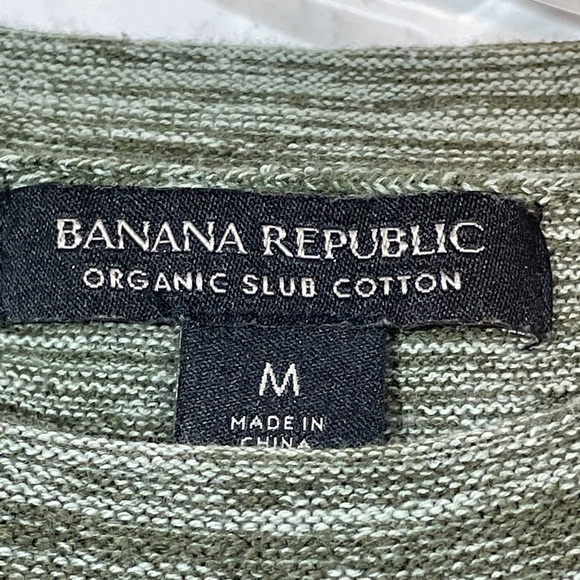 BANANA REPUBLIC
ORGANIC SLUB COTTON
M
MADE IN
CHINA